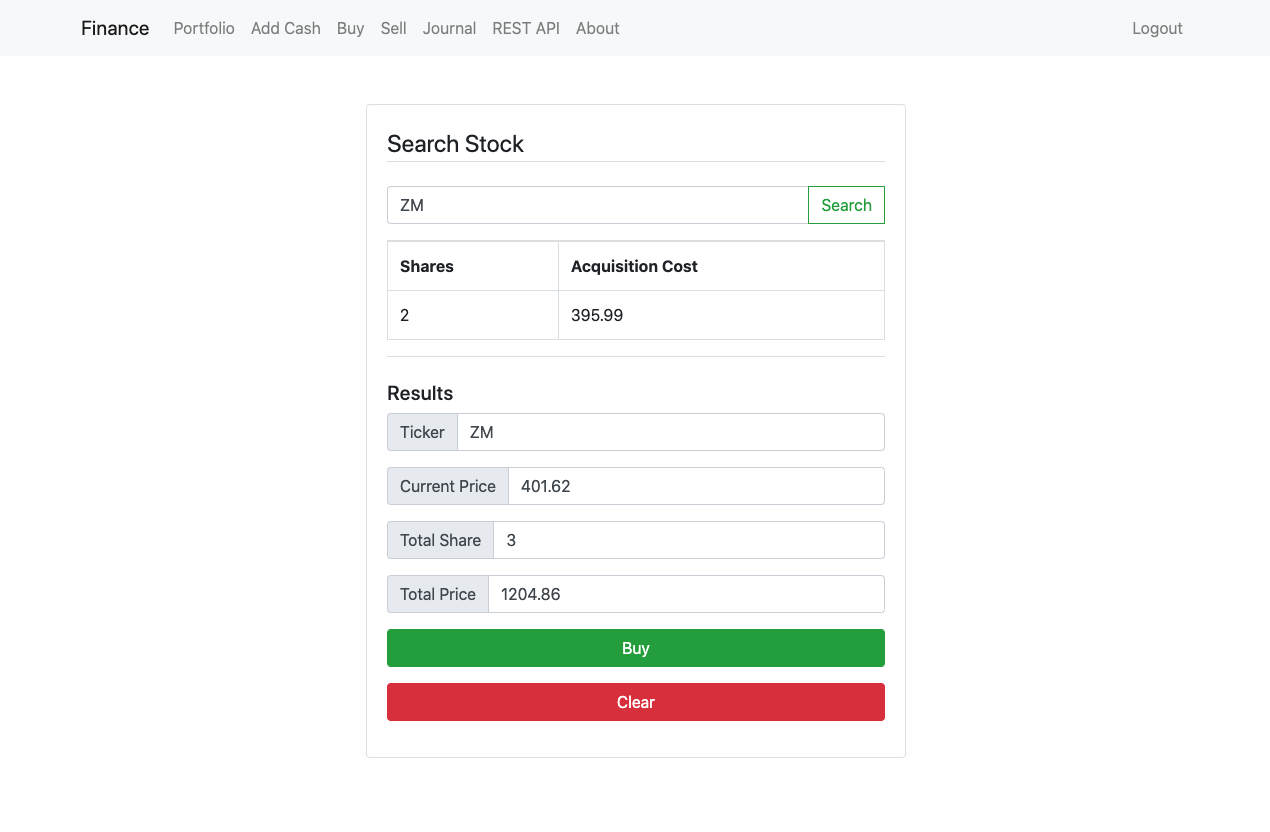 Finance Portfolio Add Cash Buy Sell Journal REST API About Logout
Search Stock
ZM Search
Shares Acquisition Cost
2 395.99
Results
Ticker ZM
Current Price 401.62
Total Share 3
Total Price 1204.86
Buy
Clear